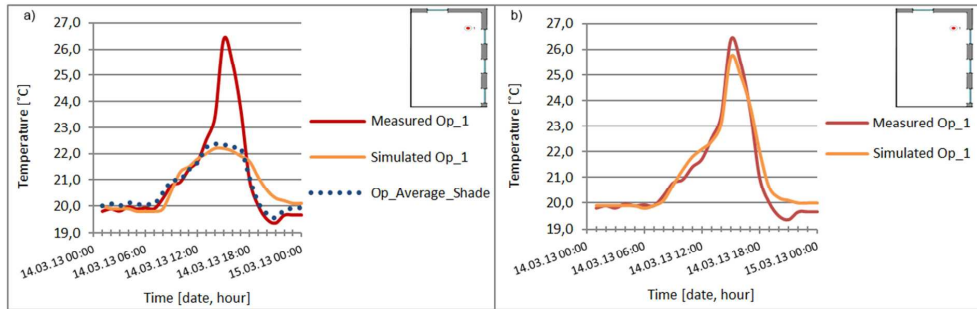 a)
27,0
26,0
25,0
24,0
23,0
22,0
21,0
20,0
19,0
Temperature [°C]
14.03.13 00:00
14.03.13 06:00
14.03.13 12:00
14.03.13 18:00
15.03.13 00:00
Time [date, hour]
Measured Op_1
Simulated Op_1
Op_Average_Shade
b)
27,0
26,0
25,0
24,0
23,0
22,0
21,0
20,0
19,0
Temperature [°C]
14.03.13 00:00
14.03.13 06:00
14.03.13 12:00
14.03.13 18:00
15.03.13 00:00
Time [date, hour]
Measured Op_1
Simulated Op_1